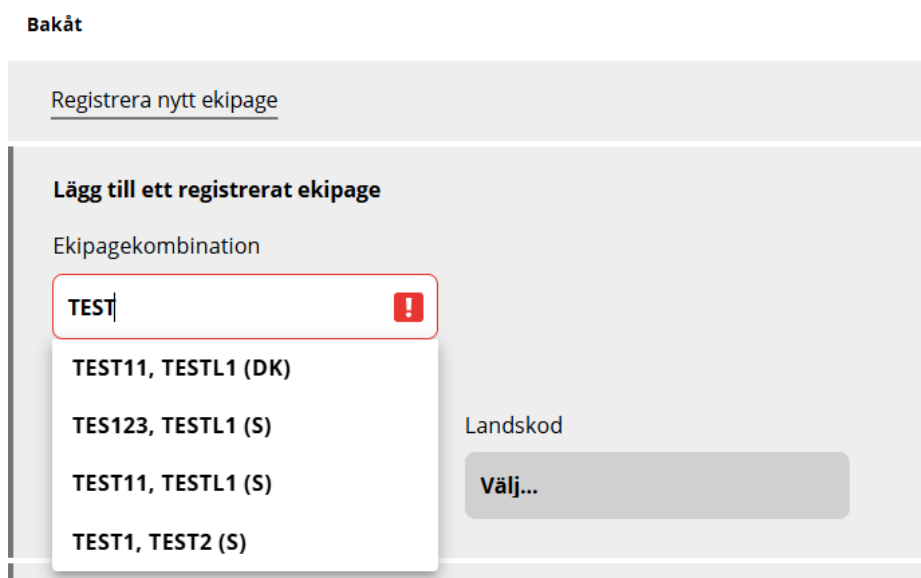 Bakåt
Registrera nytt ekipage
Lägg till ett registrerat ekipage
Ekipagekombination
TEST
TEST11, TESTL1 (DK)
TES123, TESTL1 (S)
TEST11, TESTL1 (S)
TEST1, TEST2 (S)
Landskod
Välj...